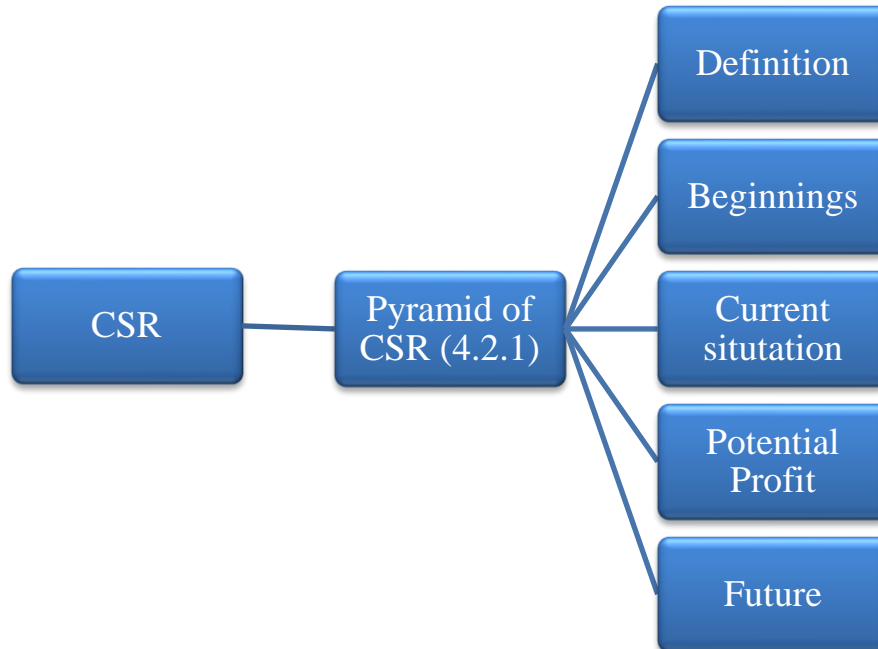 CSR
Pyramid of
CSR (4.2.1)
Definition
Beginnings
Current
situtation
Potential
Profit
Future